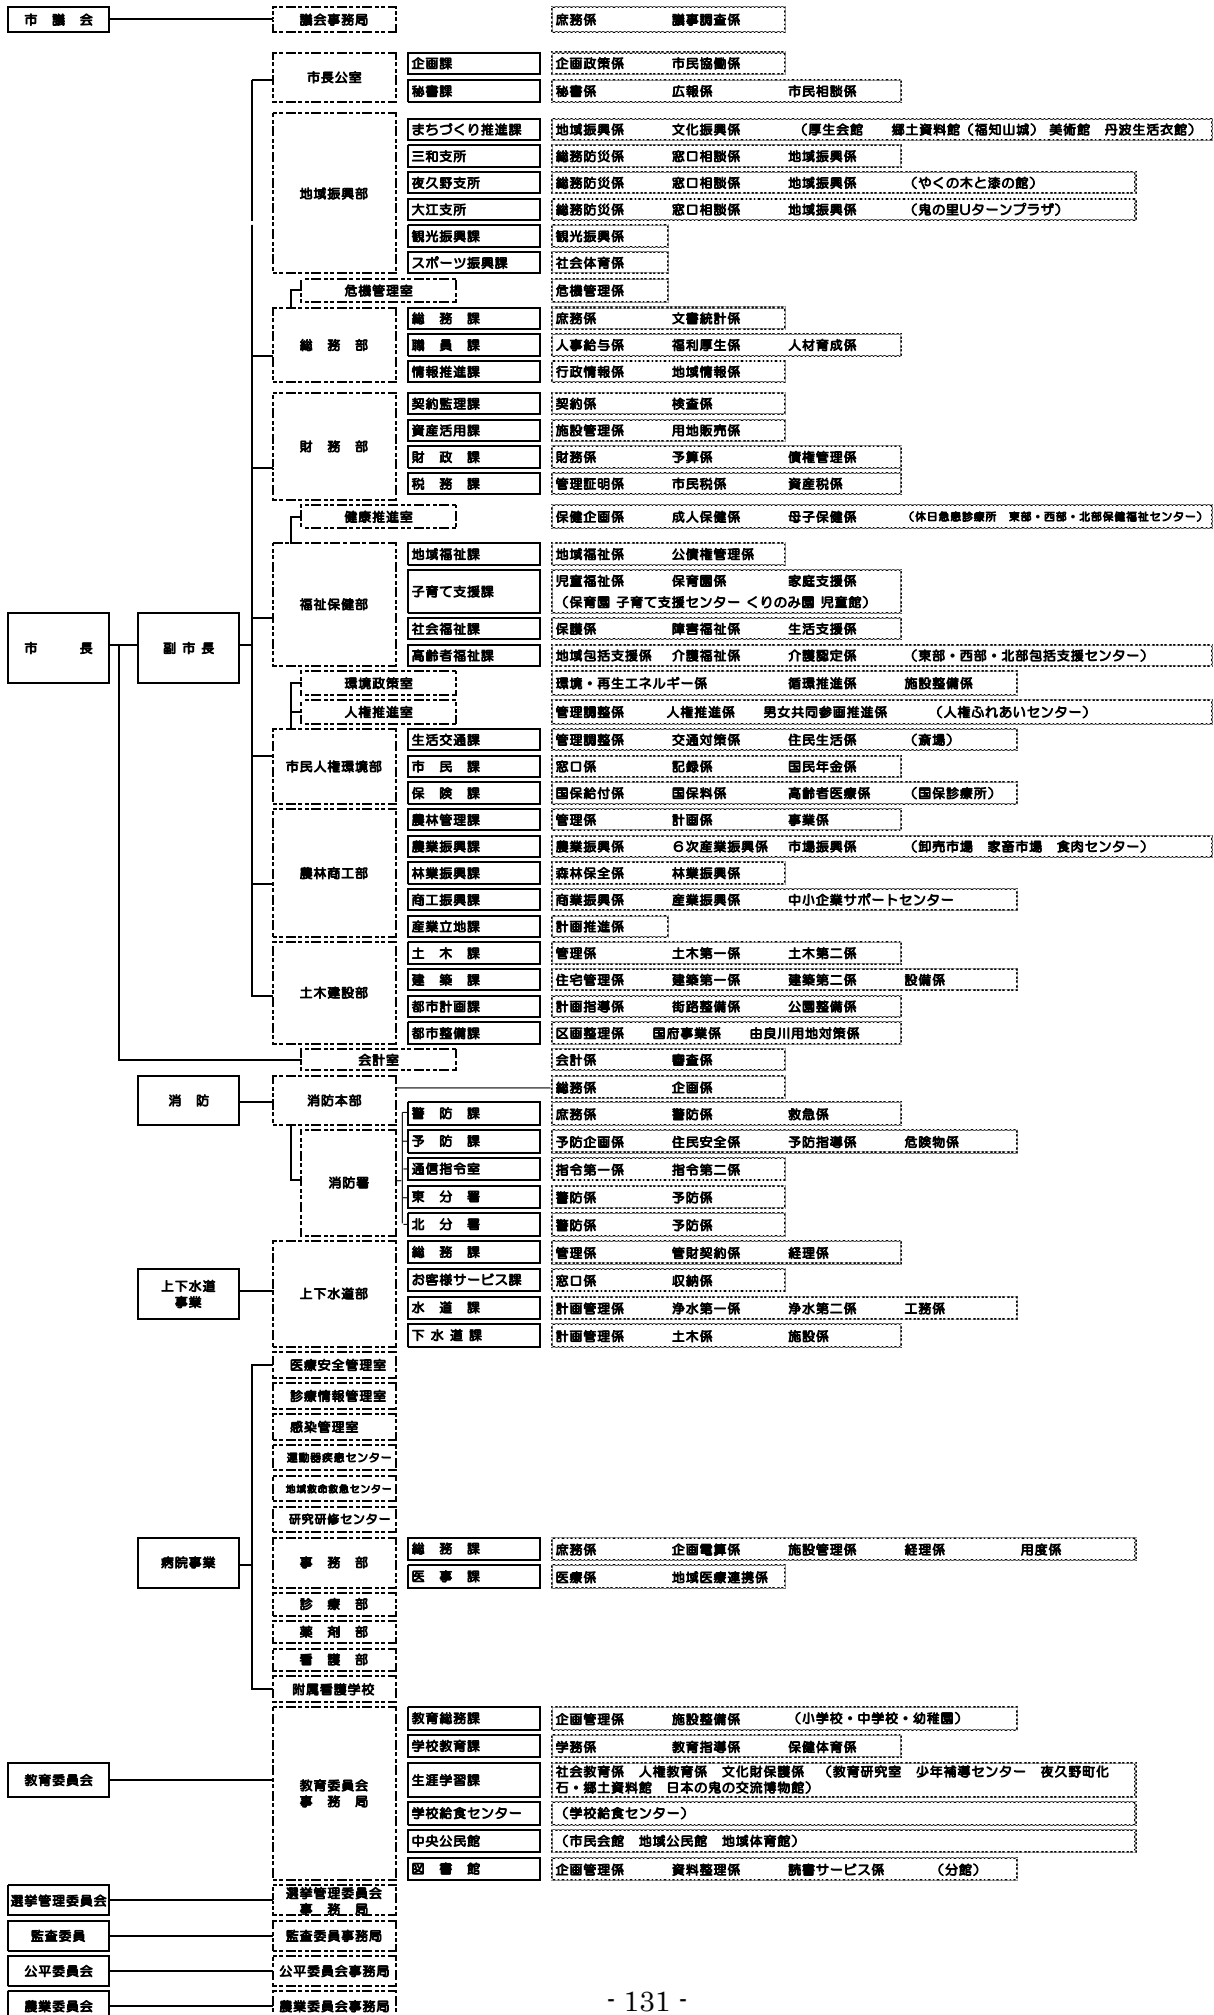 市　議　会　議会事務局　庶務係　議事調査係
市長公室　企画課　企画政策係　市民協働係
秘書課　秘書係　広報係　市民相談係
地域振興部　まちづくり推進課　地域振興係　文化振興係　（厚生会館　郷土資料館（福知山城）　美術館　丹波生活衣館）
三和支所　総務防災係　窓口相談係　地域振興係
夜久野支所　総務防災係　窓口相談係　地域振興係　（やくの木と漆の館）
大江支所　総務防災係　窓口相談係　地域振興係　（鬼の里Uターンプラザ）
観光振興課　観光振興係
スポーツ振興課　社会体育係
危機管理室　危機管理係
総　務　部　総　務　課　庶務係　文書統計係
職　員　課　人事給与係　福利厚生係　人材育成係
情報推進課　行政情報係　地域情報係
財　務　部　契約監理課　契約係　検査係
資産活用課　施設管理係　用地販売係
財　政　課　財務係　予算係　債権管理係
税　務　課　管理証明係　市民税係　資産税係
健康推進室　保健企画係　成人保健係　母子保健係　（休日急患診療所　東部・西部・北部保健福祉センター）
福祉保健部　地域福祉課　地域福祉係　公債権管理係
子育て支援課　児童福祉係　保育園係　家庭支援係
（保育園 子育て支援センター くりのみ園 児童館）
社会福祉課　保護係　障害福祉係　生活支援係
市　　　長　副 市 長
高齢者福祉課　地域包括支援係　介護福祉係　介護認定係　（東部・西部・北部包括支援センター）
環境政策室　環境・再生エネルギー係　循環推進係　施設整備係
人権推進室　管理調整係　人権推進係　男女共同参画推進係　（人権ふれあいセンター）
市民人権環境部　生活交通課　管理調整係　交通対策係　住民生活係　（斎場）
市　民　課　窓口係　記録係　国民年金係
保　険　課　国保給付係　国保料係　高齢者医療係　（国保診療所）
農林商工部　農林管理課　管理係　計画係　事業係
農業振興課　農業振興係　６次産業振興係　市場振興係　（卸売市場　家畜市場　食肉センター）
林業振興課　森林保全係　林業振興係
商工振興課　商業振興係　産業振興係　中小企業サポートセンター
産業立地課　計画推進係
土木建設部　土　木　課　管理係　土木第一係　土木第二係
建　築　課　住宅管理係　建築第一係　建築第二係　設備係
都市計画課　計画指導係　街路整備係　公園整備係
都市整備課　区画整理係　国府事業係　由良川用地対策係
会計室　会計係　審査係
消　防　消防本部　総務係　企画係
消防署　警　防　課　庶務係　警防係　救急係
予　防　課　予防企画係　住民安全係　予防指導係　危険物係
通信指令室　指令第一係　指令第二係
東　分　署　警防係　予防係
北　分　署　警防係　予防係
上下水道
事業
上下水道部　総　務　課　管理係　管財契約係　経理係
お客様サービス課　窓口係　収納係
水　道　課　計画管理係　浄水第一係　浄水第二係　工務係
下 水 道 課　計画管理係　土木係　施設係
医療安全管理室
診療情報管理室
感染管理室
運動器疾患センター
地域救命救急センター
研究研修センター
病院事業　事　務　部　総　務　課　庶務係　企画電算係　施設管理係　経理係　用度係
医　事　課　医療係　地域医療連携係
診　療　部
薬　剤　部
看　護　部
附属看護学校
教育総務課　企画管理係　施設整備係　（小学校・中学校・幼稚園）
学校教育課　学務係　教育指導係　保健体育係
教育委員会　教育委員会
事　務　局
生涯学習課　社会教育係　人権教育係　文化財保護係　（教育研究室　少年補導センター　夜久野町化
石・郷土資料館　日本の鬼の交流博物館）
学校給食センター　（学校給食センター）
中央公民館　（市民会館　地域公民館　地域体育館）
図　書　館　企画管理係　資料整理係　読書サービス係　（分館）
選挙管理委員会　選挙管理委員会
事　務　局
監査委員　監査委員事務局
公平委員会　公平委員会事務局
農業委員会　農業委員会事務局
- 131 -